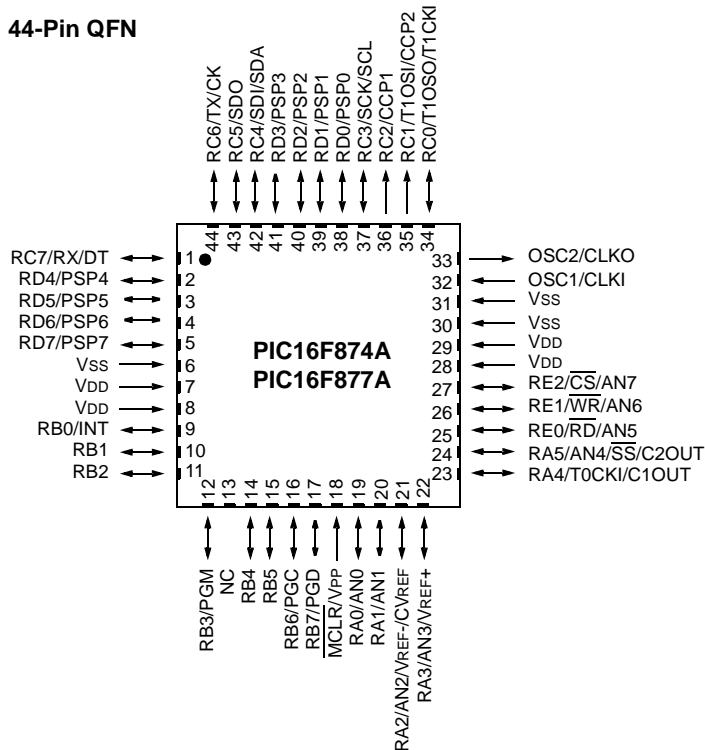 44-Pin QFN
RC6/TX/CK
RC5/SDO
RC4/SDI/SDA
RD3/PSP3
RD2/PSP2
RD1/PSP1
RD0/PSP0
RC3/SCK/SCL
RC2/CCP1
RC1/T1OSI/CCP2
RC0/T1OSO/T1CKI
44
43
42
41
40
39
38
37
36
35
34
RC7/RX/DT 1
RD4/PSP4 2
RD5/PSP5 3
RD6/PSP6 4
RD7/PSP7 5
VSS 6
VDD 7
VDD 8
RB0/INT 9
RB1 10
RB2 11
PIC16F874A
PIC16F877A
33 OSC2/CLKO
32 OSC1/CLKI
31 VSS
30 VSS
29 VDD
28 VDD
27 RE2/CS/AN7
26 RE1/WR/AN6
25 RE0/RD/AN5
24 RA5/AN4/SS/C2OUT
23 RA4/T0CKI/C1OUT
12
13
14
15
16
17
18
19
20
21
22
RB3/PGM
NC
RB4
RB5
RB6/PGC
RB7/PGD
MCLR/VPP
RA0/AN0
RA1/AN1
RA2/AN2/VREF-/CVREF
RA3/AN3/VREF+